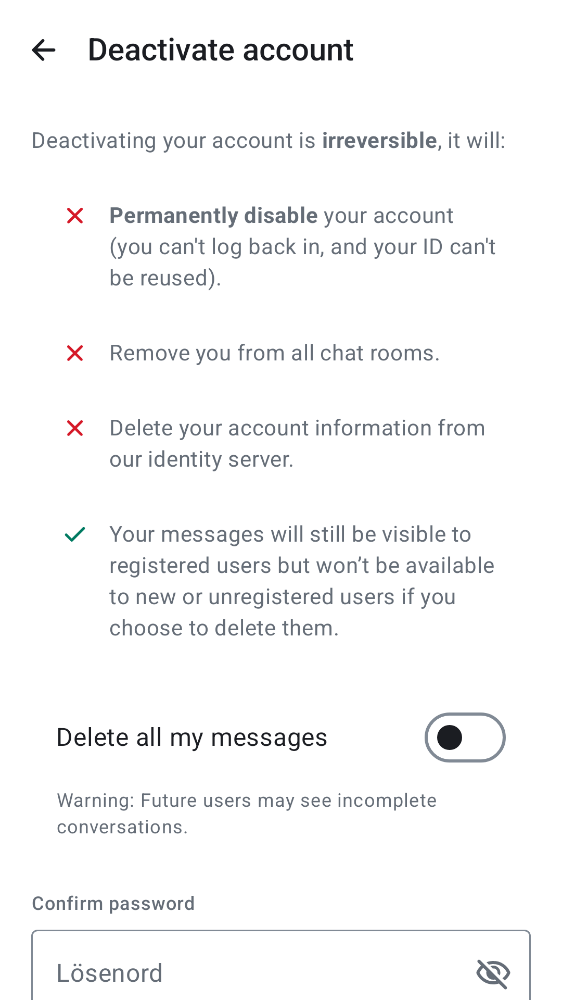 Deactivate account
Deactivating your account is irreversible, it will:
Permanently disable your account
(you can't log back in, and your ID can't
be reused).
Remove you from all chat rooms.
Delete your account information from
our identity server.
Your messages will still be visible to
registered users but won’t be available
to new or unregistered users if you
choose to delete them.
Delete all my messages
Warning: Future users may see incomplete
conversations.
Confirm password
Lösenord